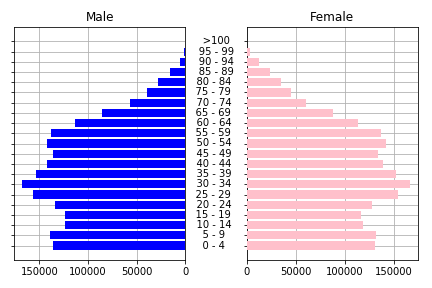 Male Female
>100
95 - 99
90 - 94
85 - 89
80 - 84
75 - 79
70 - 74
65 - 69
60 - 64
55 - 59
50 - 54
45 - 49
40 - 44
35 - 39
30 - 34
25 - 29
20 - 24
15 - 19
10 - 14
5 - 9
0 - 4
150000 100000 50000 0 0 50000 100000 150000